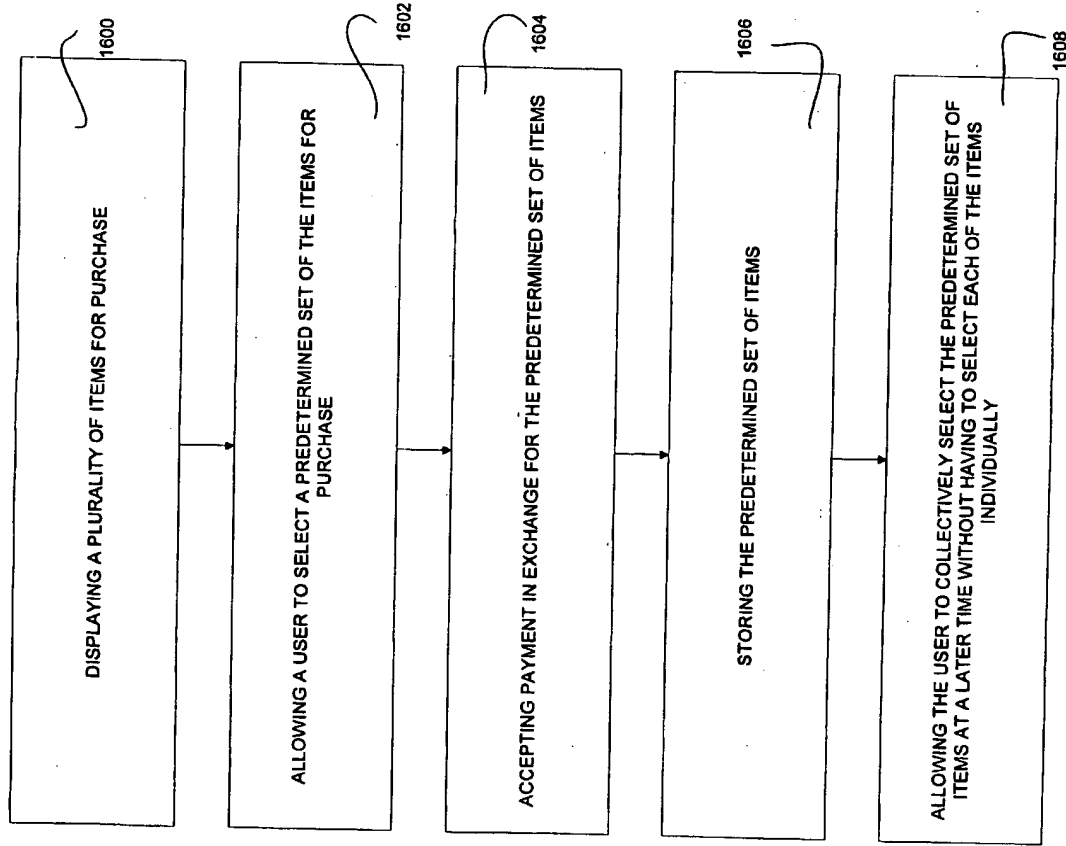 1600
DISPLAYING A PLURALITY OF ITEMS FOR PURCHASE
1602
ALLOWING A USER TO SELECT A PREDETERMINED SET OF THE ITEMS FOR
PURCHASE
1604
ACCEPTING PAYMENT IN EXCHANGE FOR THE PREDETERMINED SET OF ITEMS
1606
STORING THE PREDETERMINED SET OF ITEMS
1608
ALLOWING THE USER TO COLLECTIVELY SELECT THE PREDETERMINED SET OF
ITEMS AT A LATER TIME WITHOUT HAVING TO SELECT EACH OF THE ITEMS
INDIVIDUALLY